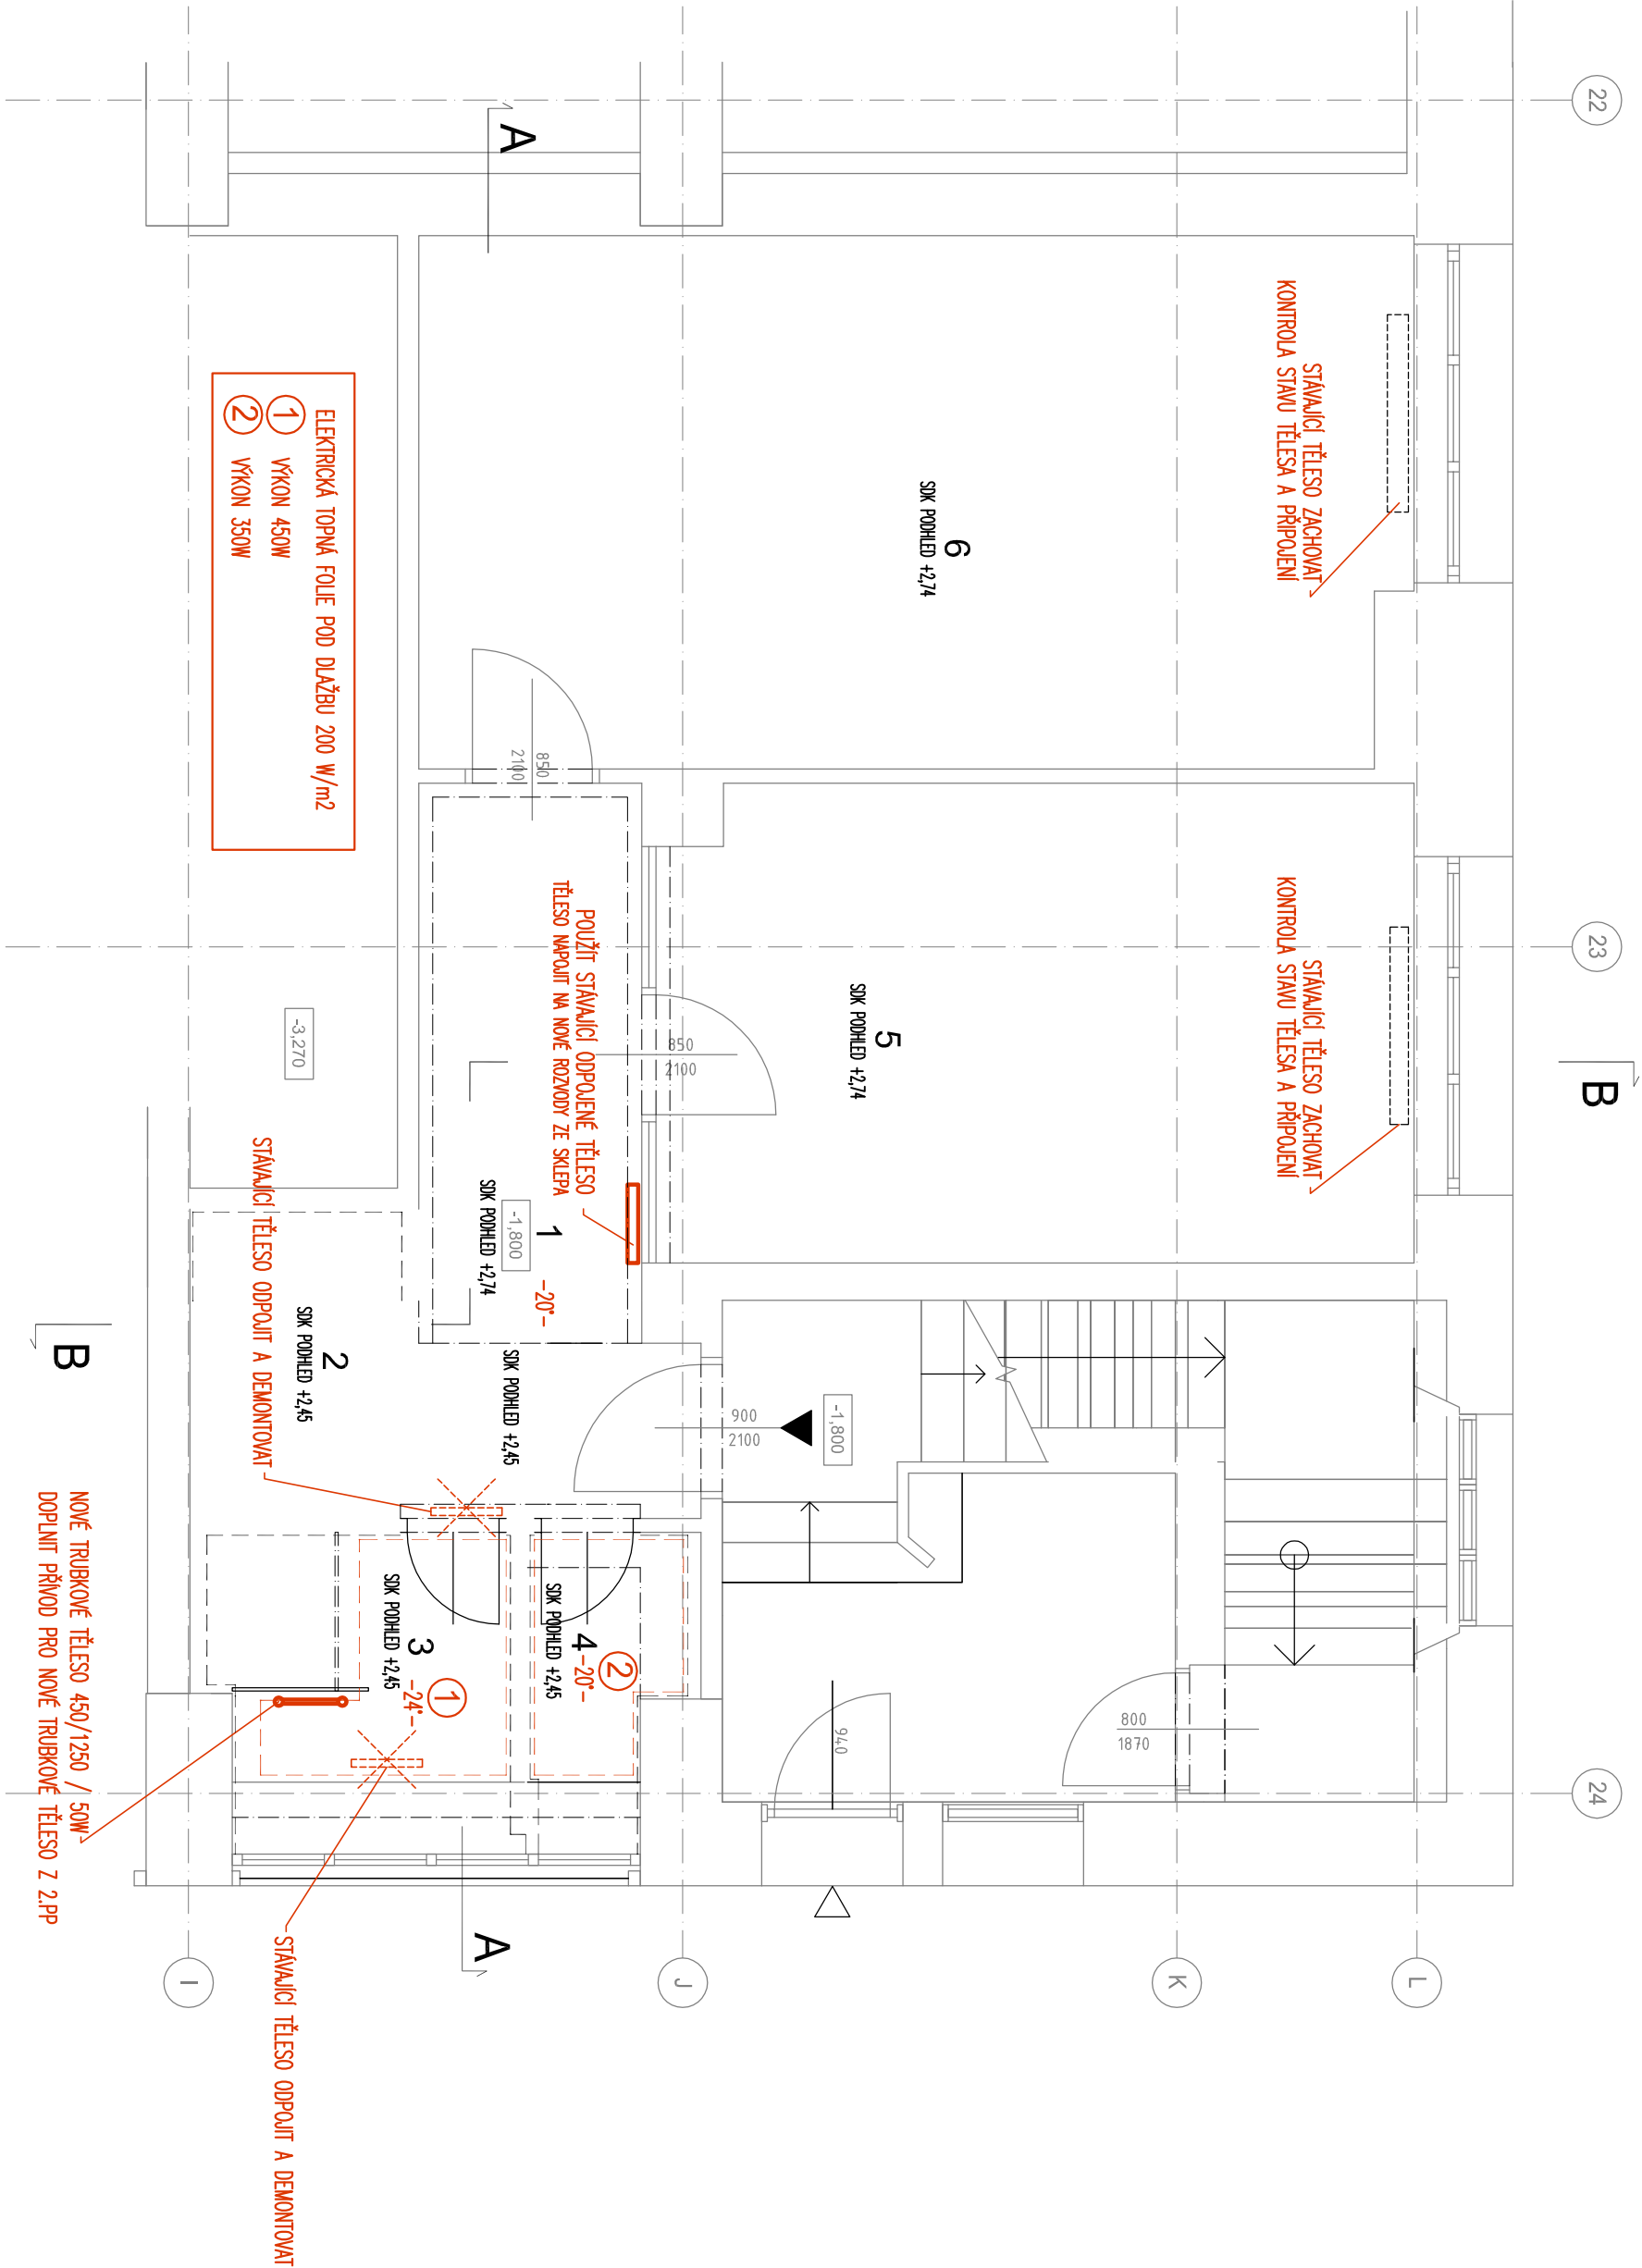 22
A
STÁVAJÍCÍ TĚLESO ZACHOVAT
KONTROLA STAVU TĚLESA A PŘIPOJENÍ
6
SDK PODHLED +2,74
ELEKTRICKÁ TOPNÁ FOLIE POD DLAŽBU 200 W/m2
1 VÝKON 450W
2 VÝKON 350W
850
2100
23
B
STÁVAJÍCÍ TĚLESO ZACHOVAT
KONTROLA STAVU TĚLESA A PŘIPOJENÍ
5
SDK PODHLED +2,74
850
2100
POUŽÍT STÁVAJÍCÍ ODPOJENÉ TĚLESO
TĚLESO NAPOJIT NA NOVÉ ROZVODY ZE SKLEPA
-3,270
1
-1,800
SDK PODHLED +2,74
-20°-
STÁVAJÍCÍ TĚLESO ODPOJIT A DEMONTOVAT
2
SDK PODHLED +2,45
SDK PODHLED +2,45
B
900
2100
-1,800
4
-20°-
2
SDK PODHLED +2,45
3
-24°-
1
SDK PODHLED +2,45
940
800
1870
24
NOVÉ TRUBKOVÉ TĚLESO 450/1250 / 50W
DOPLNIT PŘÍVOD PRO NOVÉ TRUBKOVÉ TĚLESO Z 2.PP
A
STÁVAJÍCÍ TĚLESO ODPOJIT A DEMONTOVAT
I
J
K
L